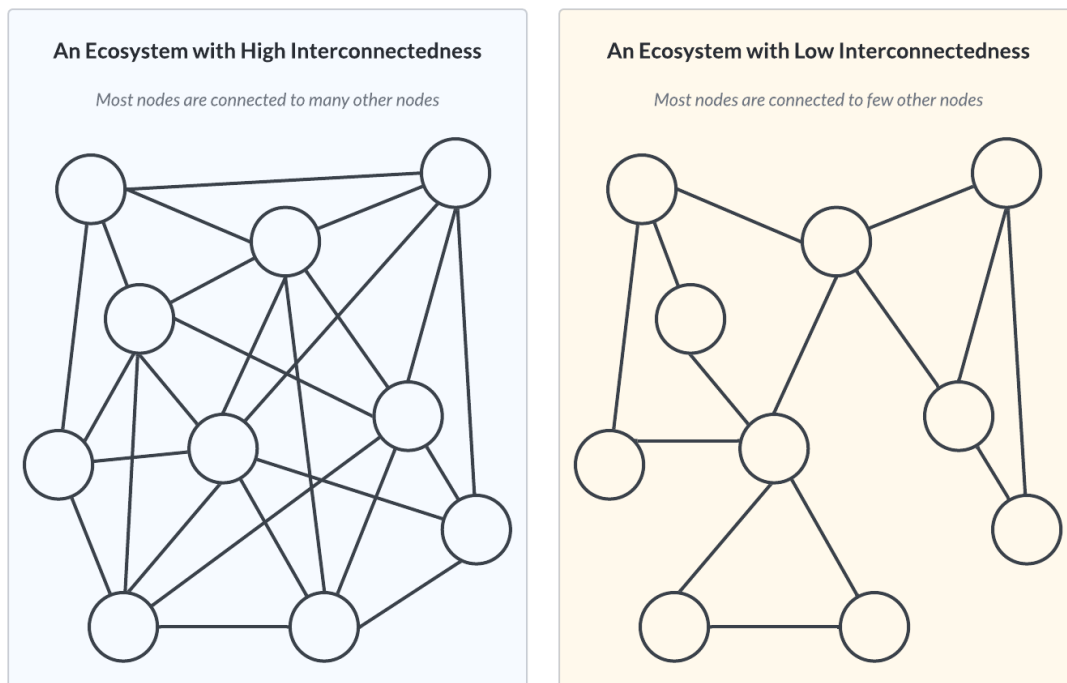 An Ecosystem with High Interconnectedness
Most nodes are connected to many other nodes
An Ecosystem with Low Interconnectedness
Most nodes are connected to few other nodes